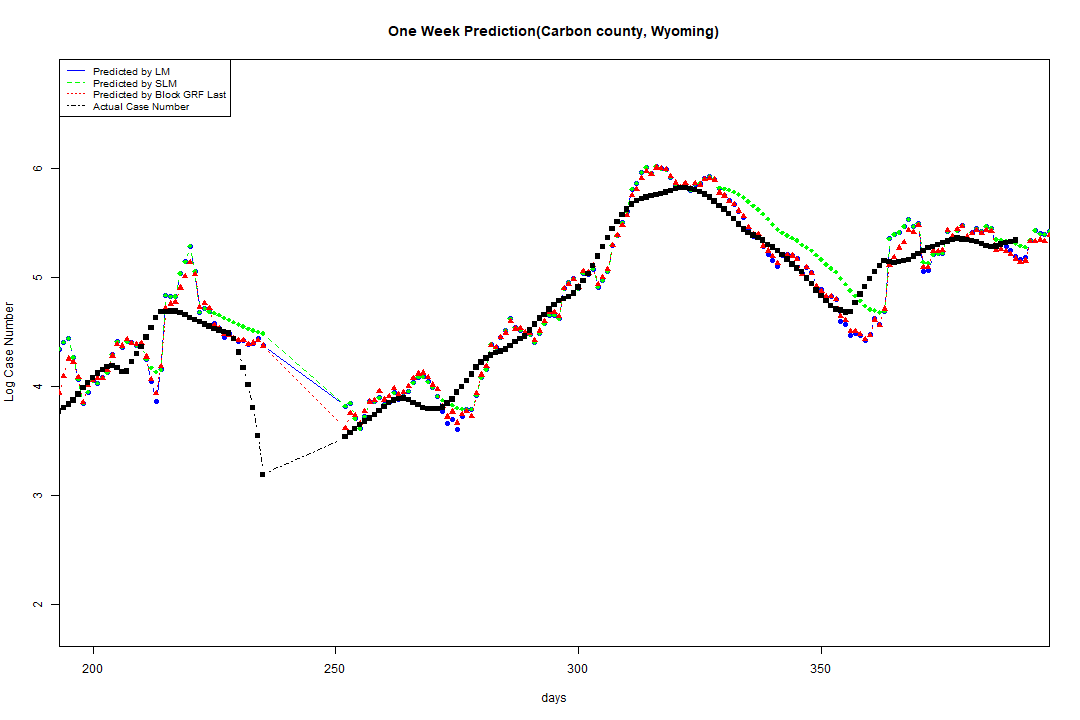 One Week Prediction(Carbon county, Wyoming)
Predicted by LM
Predicted by SLM
Predicted by Block GRF Last
Actual Case Number
Log Case Number
6
5
4
3
2
200 250 300 350
days